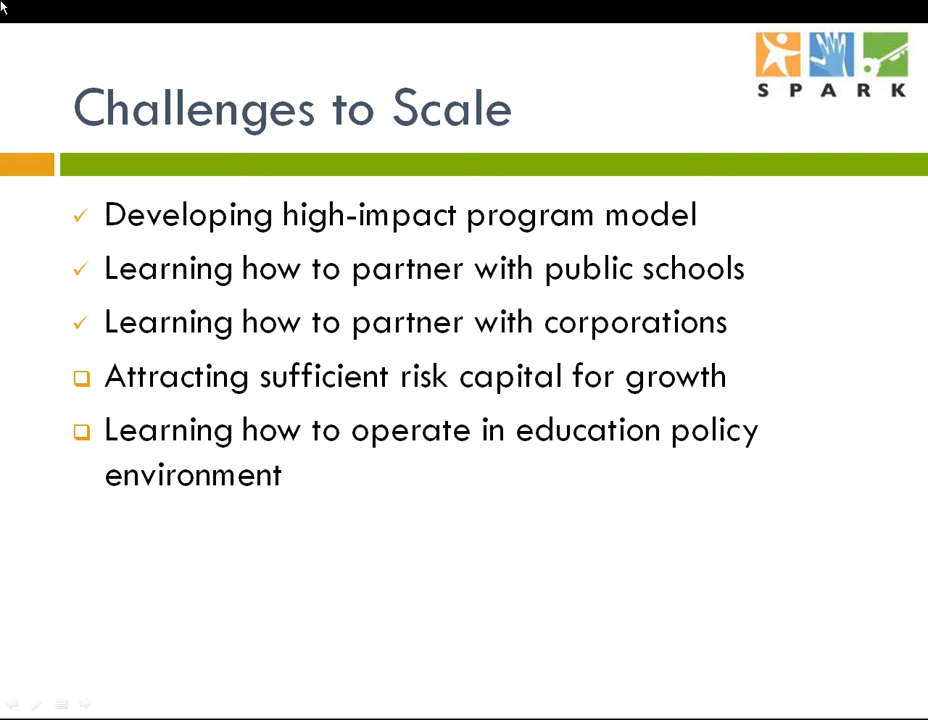 SPARK
Challenges to Scale
Developing high-impact program model
Learning how to partner with public schools
Learning how to partner with corporations
Attracting sufficient risk capital for growth
Learning how to operate in education policy
environment